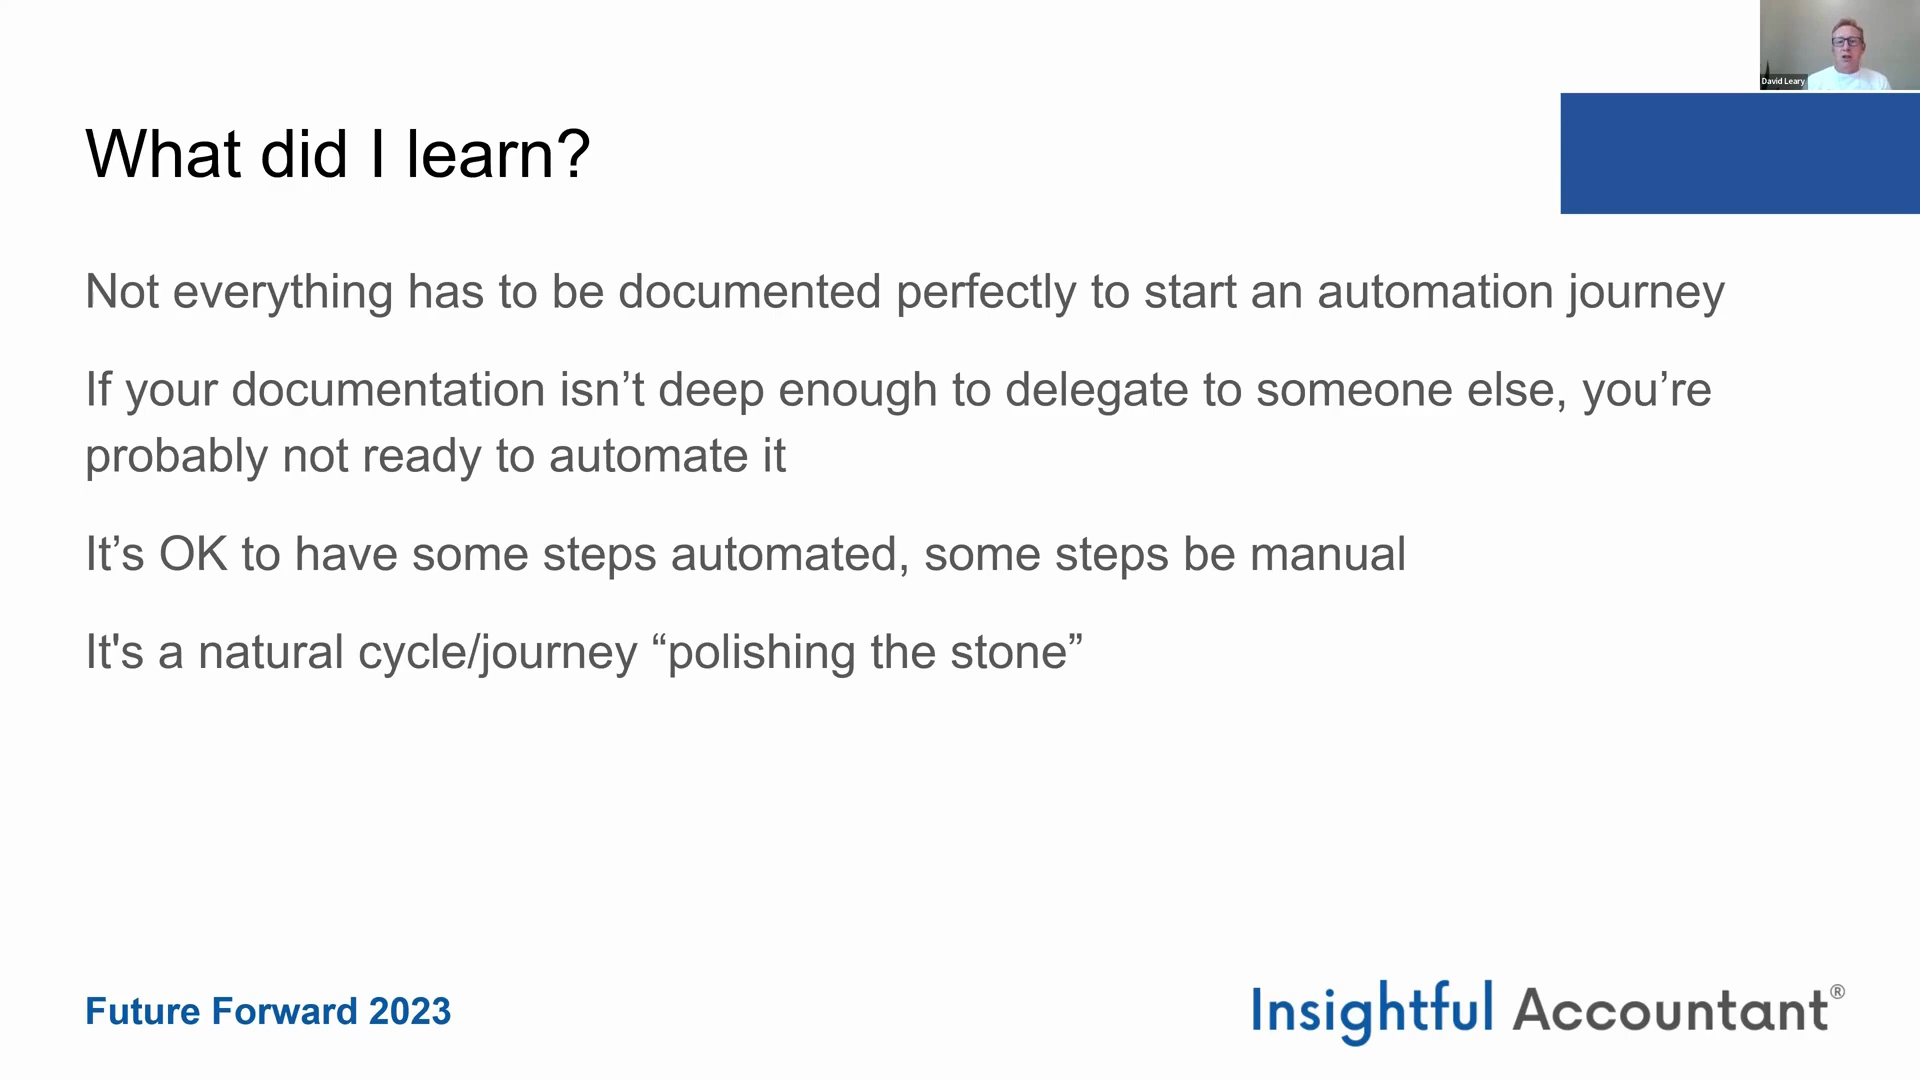 David Leary
What did I learn?
Not everything has to be documented perfectly to start an automation journey
If your documentation isn’t deep enough to delegate to someone else, you’re
probably not ready to automate it
It’s OK to have some steps automated, some steps be manual
It's a natural cycle/journey “polishing the stone”
Future Forward 2023
Insightful Accountant®